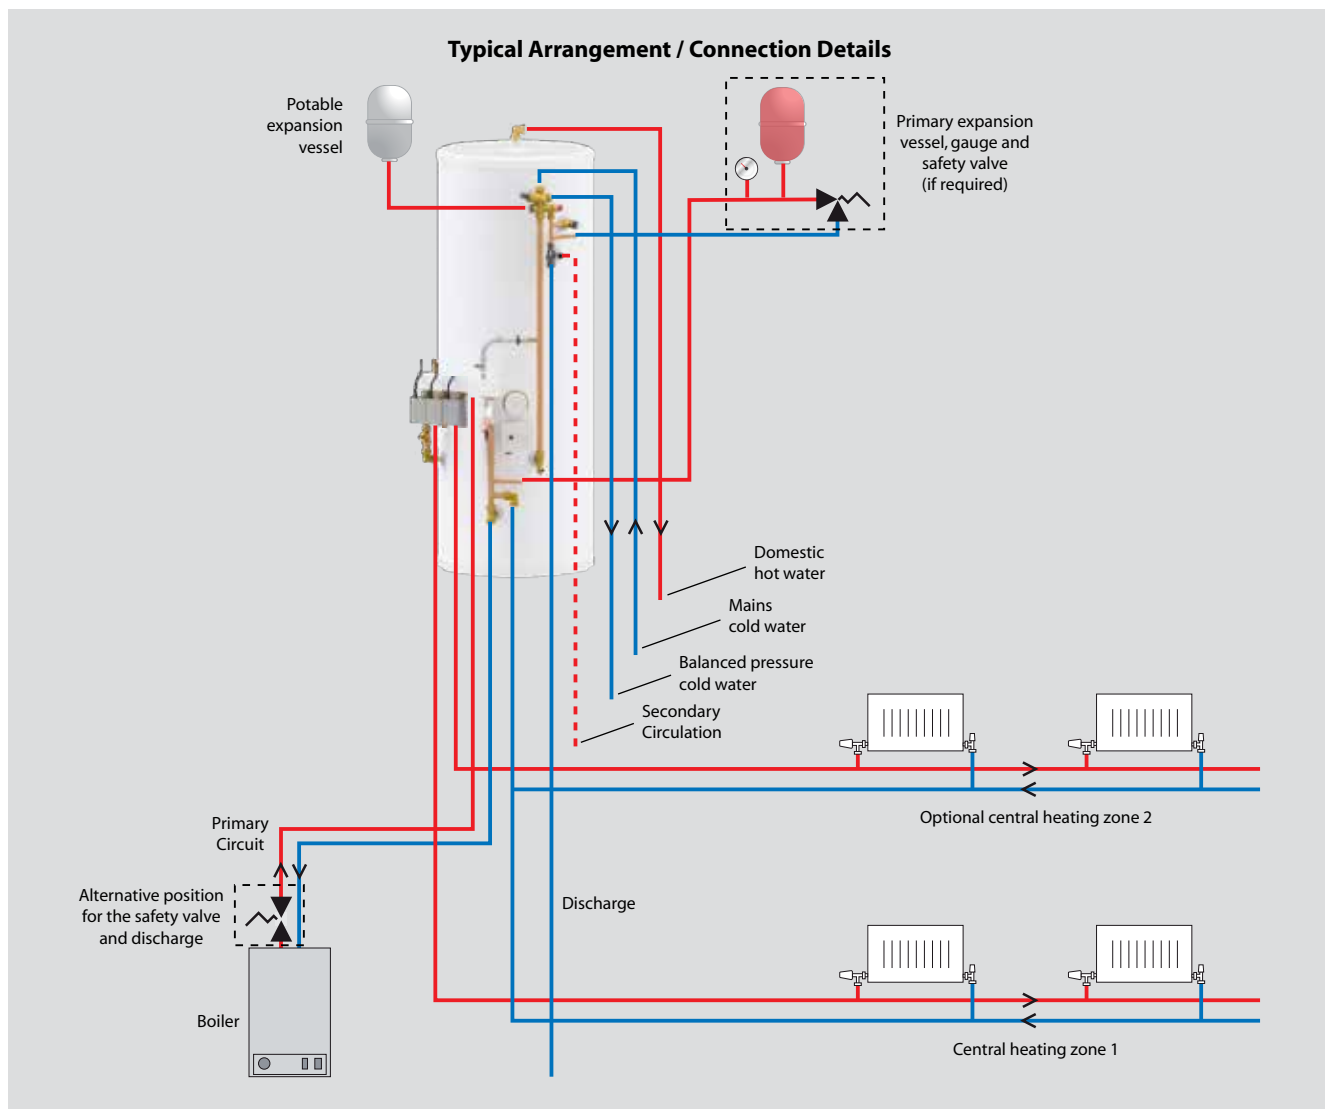 Typical Arrangement / Connection Details
Potable
expansion
vessel
Primary expansion
vessel, gauge and
safety valve
(if required)
Domestic
hot water
Mains
cold water
Balanced pressure
cold water
Secondary
Circulation
Optional central heating zone 2
Primary
Circuit
Alternative position
for the safety valve
and discharge
Discharge
Boiler
Central heating zone 1